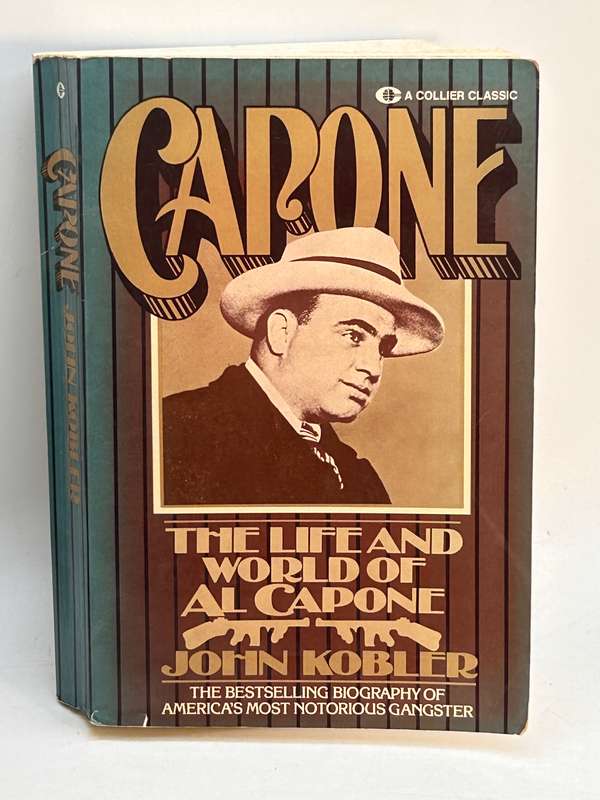 A COLLIER CLASSIC
CAPONE
THE LIFE AND
WORLD OF
AL CAPONE
JOHN KOBLER
THE BESTSELLING BIOGRAPHY OF
AMERICA'S MOST NOTORIOUS GANGSTER
CAPONE JOHN KOBLER